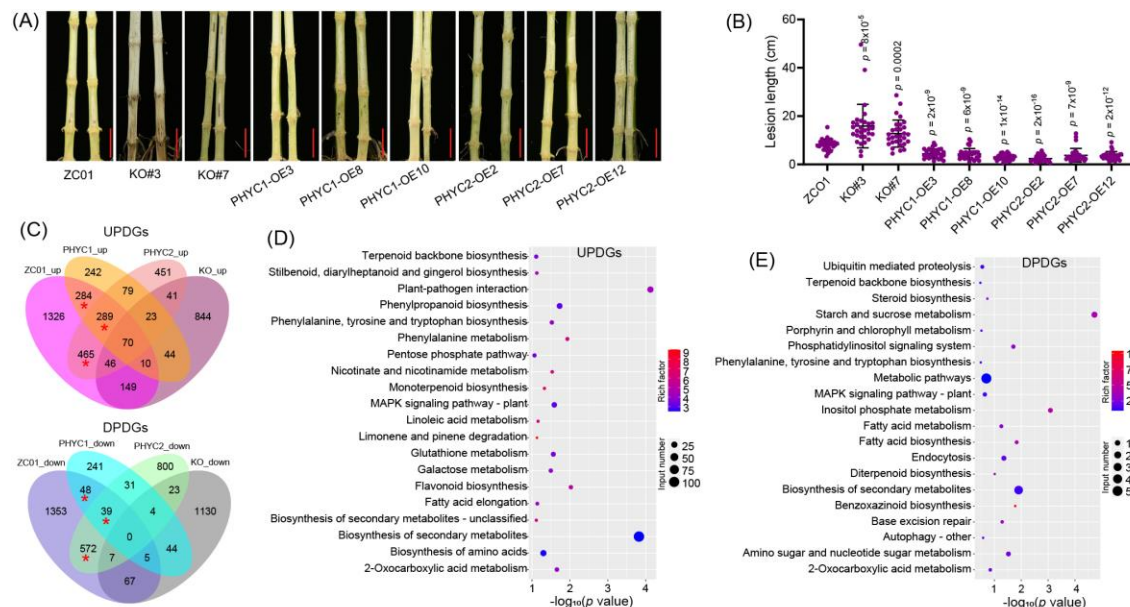 (A)
ZC01
KO#3
KO#7
PHYC1-OE3
PHYC1-OE8
PHYC1-OE10
PHYC2-OE2
PHYC2-OE7
PHYC2-OE12
(B)
Lesion length (cm)
60
40
20
0
p = 8x10-5
p = 0.0002
p = 2x10-9
p = 6x10-9
p = 1x10-14
p = 2x10-16
p = 7x10-9
p = 2x10-12
ZC01
KO#3
KO#7
PHYC1-OE3
PHYC1-OE8
PHYC1-OE10
PHYC2-OE2
PHYC2-OE7
PHYC2-OE12
(C)
UPDGs
PHYC1_up
PHYC2_up
ZC01_up
KO_up
242
451
284
79
41
1326
289
23
844
*
*
70
465
46
10
44
*
149
DPDGs
PHYC1_down
PHYC2_down
ZC01_down
KO_down
241
800
48
31
23
1353
39
4
1130
*
*
0
572
7
5
44
*
67
(D)
UPDGs
Terpenoid backbone biosynthesis
Stilbenoid, diarylheptanoid and gingerol biosynthesis
Plant-pathogen interaction
Phenylpropanoid biosynthesis
Phenylalanine, tyrosine and tryptophan biosynthesis
Phenylalanine metabolism
Pentose phosphate pathway
Nicotinate and nicotinamide metabolism
Monoterpenoid biosynthesis
MAPK signaling pathway - plant
Linoleic acid metabolism
Limonene and pinene degradation
Glutathione metabolism
Galactose metabolism
Flavonoid biosynthesis
Fatty acid elongation
Biosynthesis of secondary metabolites - unclassified
Biosynthesis of secondary metabolites
Biosynthesis of amino acids
2-Oxocarboxylic acid metabolism
1 2 3 4
-log10(p value)
Rich factor
9
8
7
6
5
4
3
Input number
25
50
75
100
(E)
DPDGs
Ubiquitin mediated proteolysis
Terpenoid backbone biosynthesis
Steroid biosynthesis
Starch and sucrose metabolism
Porphyrin and chlorophyll metabolism
Phosphatidylinositol signaling system
Phenylalanine, tyrosine and tryptophan biosynthesis
Metabolic pathways
MAPK signaling pathway - plant
Inositol phosphate metabolism
Fatty acid metabolism
Fatty acid biosynthesis
Endocytosis
Diterpenoid biosynthesis
Biosynthesis of secondary metabolites
Benzoxazinoid biosynthesis
Base excision repair
Autophagy - other
Amino sugar and nucleotide sugar metabolism
2-Oxocarboxylic acid metabolism
0 1 2 3 4
-log10(p value)
Rich factor
Input number